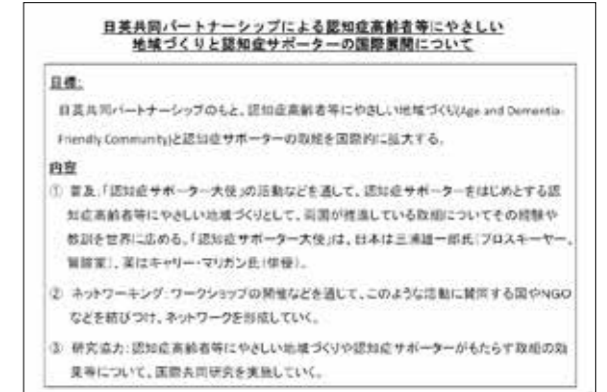 日英共同パートナーシップによる認知症高齢者等にやさしい
地域づくりと認知症サポーターの国際展開について
目標:
日英共同パートナーシップのもと、認知症高齢者等にやさしい地域づくり(Age and Dementia-
Friendly Community)と認知症サポーターの取組を国際的に拡大する。
内容
① 普及:「認知症サポーター大使」の活動などを通して、認知症サポーターをはじめとする認
知症高齢者等にやさしい地域づくりとして、両国が推進している取組についてその経験や
教訓を世界に広める。「認知症サポーター大使」は、日本は三浦雄一郎氏(プロスキーヤー、
冒険家)、英はキャリー・マリガン氏(俳優)。
② ネットワーキング:ワークショップの開催などを通じて、このような活動に賛同する国やNGO
などを結びつけ、ネットワークを形成していく。
③ 研究協力:認知症高齢者等にやさしい地域づくりや認知症サポーターがもたらす取組の効
果等について、国際共同研究を実施していく。